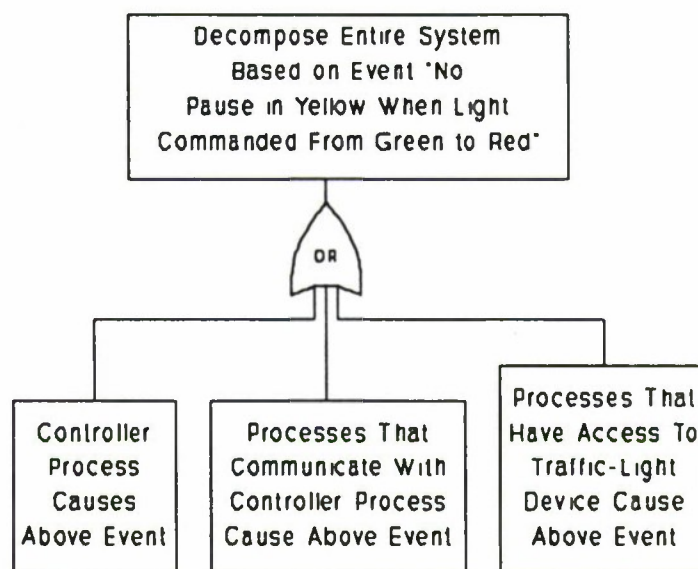 Decompose Entire System
Based on Event "No
Pause in Yellow When Light
Commanded From Green to Red"
OR
Controller
Process
Causes
Above Event
Processes That
Communicate With
Controller Process
Cause Above Event
Processes That
Have Access To
Traffic-Light
Device Cause
Above Event